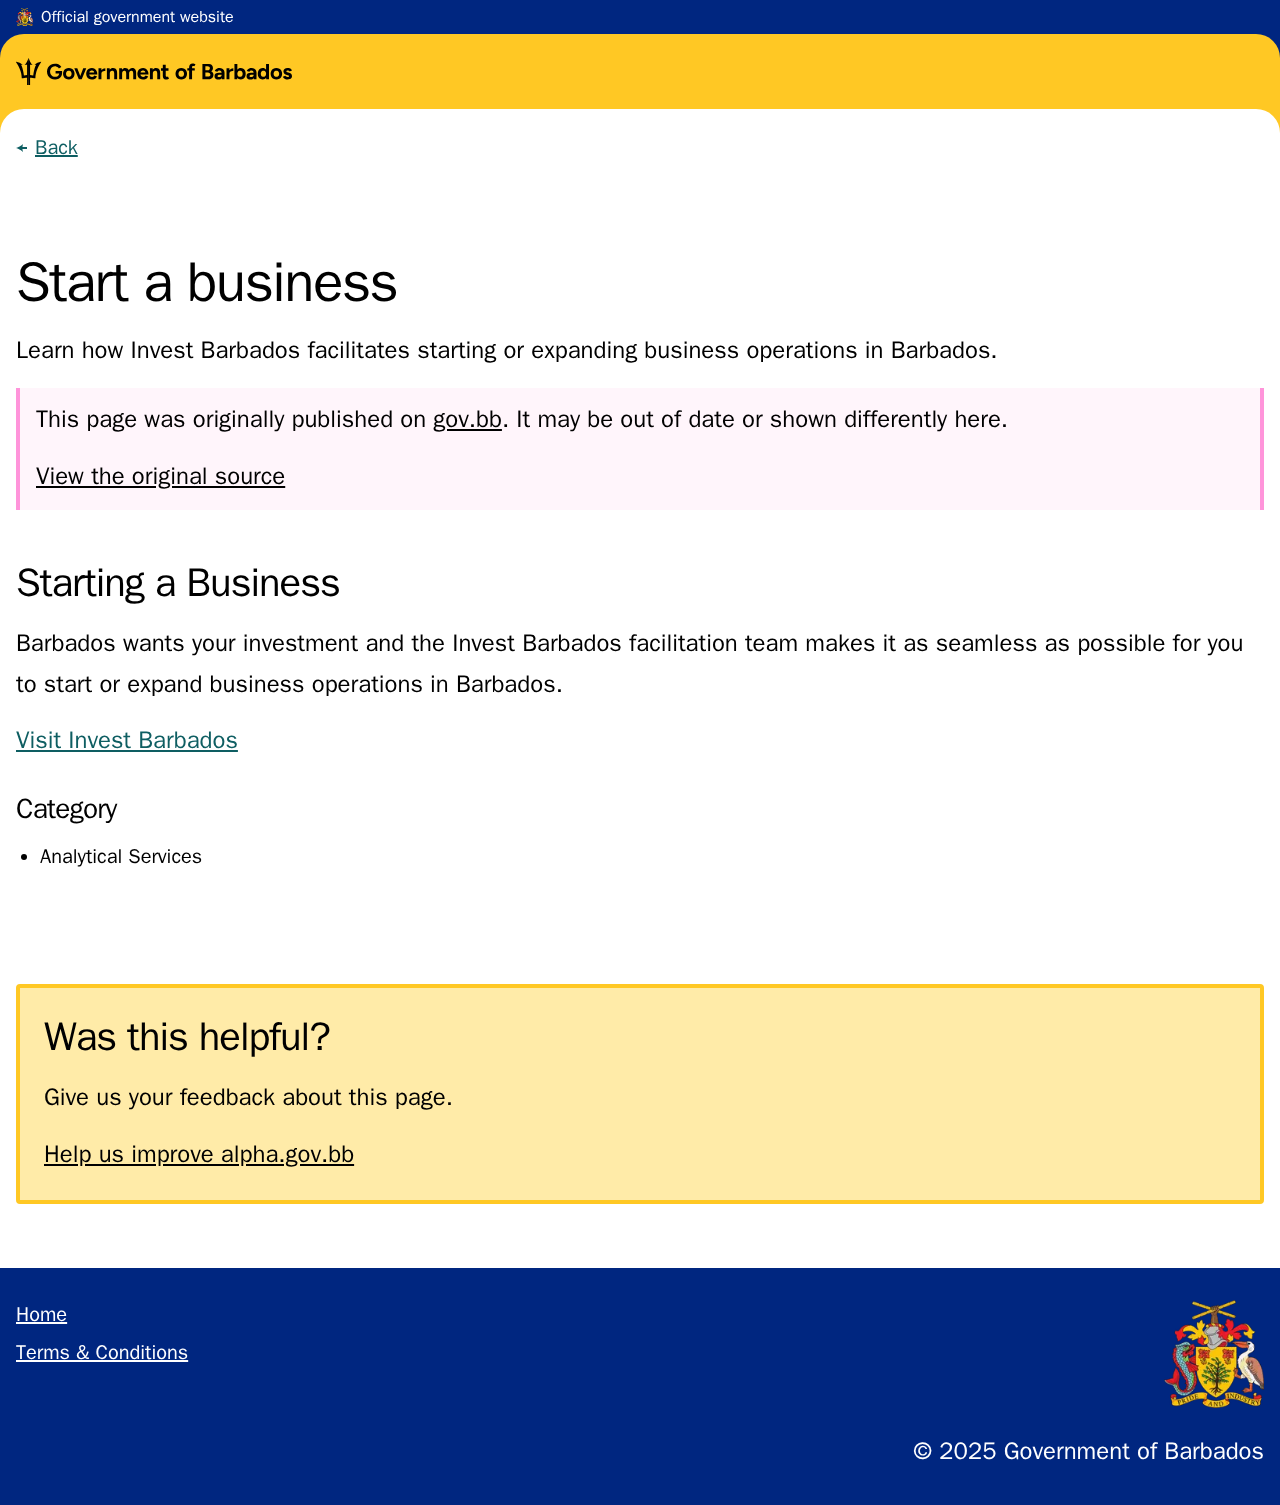 Official government website
Government of Barbados
← Back
Start a business
Learn how Invest Barbados facilitates starting or expanding business operations in Barbados.
This page was originally published on gov.bb. It may be out of date or shown differently here.
View the original source
Starting a Business
Barbados wants your investment and the Invest Barbados facilitation team makes it as seamless as possible for you
to start or expand business operations in Barbados.
Visit Invest Barbados
Category
• Analytical Services
Was this helpful?
Give us your feedback about this page.
Help us improve alpha.gov.bb
Home
Terms & Conditions
PRIDE AND INDUSTRY
© 2025 Government of Barbados